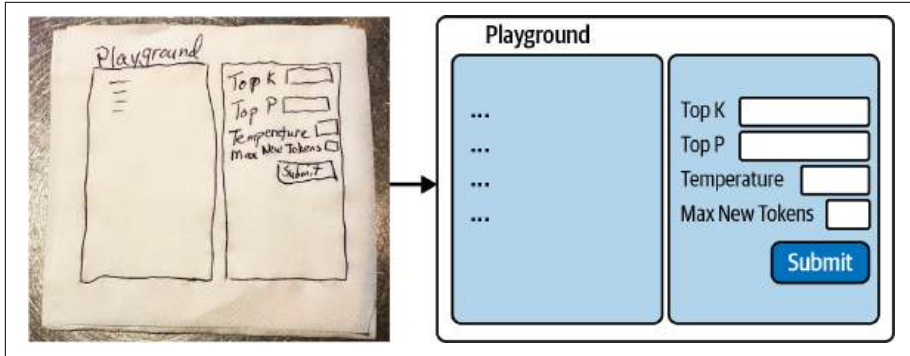 Playground
Top K
Top P
Temperature
Max New Tokens
Submit
Playground
...
...
...
...
Top K
Top P
Temperature
Max New Tokens
Submit